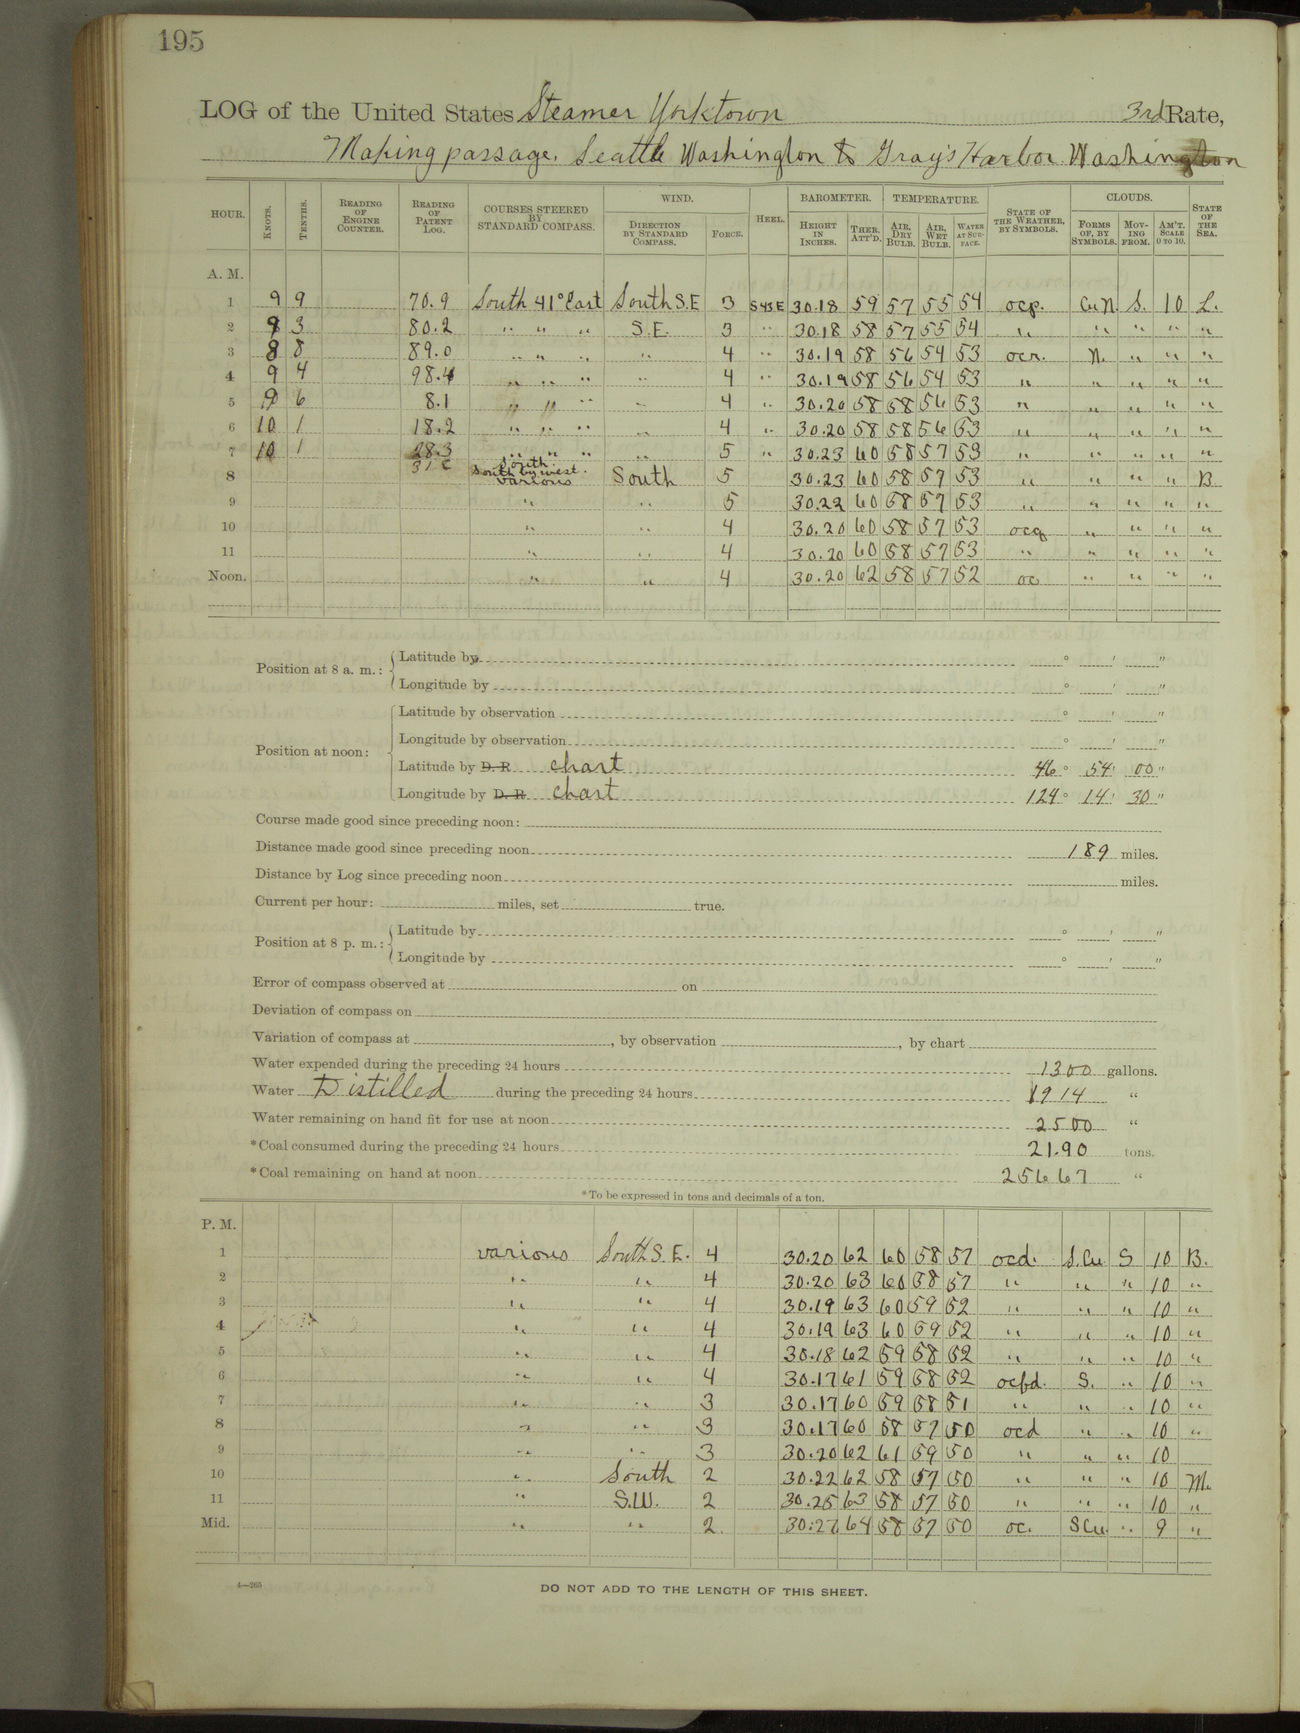 195
LOG of the United States Steamer Yorktown 3rd Rate,
Making passage. Seattle Washington to Gray's Harbor Washington
HOUR. KNOTS. TENTHS. READING OF ENGINE COUNTER. READING OF PATENT LOG. COURSES STEERED BY STANDARD COMPASS. WIND. DIRECTION BY STANDARD COMPASS. FORCE. HEEL. BAROMETER. HEIGHT IN INCHES. THER. ATT'D. TEMPERATURE. AIR, DRY BULB. AIR, WET BULB. WATER AT SURFACE. STATE OF THE WEATHER, BY SYMBOLS. CLOUDS. FORMS OF, BY SYMBOLS. MOVING FROM. AM'T. SCALE 0 TO 10. STATE OF THE SEA.
A. M.
1 9 9 70.9 South 41° East South S.E 3 S43E 30.18 59 57 55 54 ocp. CuN. S. 10 L.
2 8 3 80.2 " " " S.E. 3 " 30.18 58 57 55 54 " " " " "
3 8 8 89.0 " " " " 4 " 30.19 58 56 54 53 ocr. N. " " "
4 9 4 98.4 " " " " 4 " 30.19 58 56 54 53 " " " " "
5 9 6 8.1 " " " " 4 " 30.20 58 58 56 53 " " " " "
6 10 1 18.2 " " " " 4 " 30.20 58 58 56 53 " " " " "
7 10 1 28.3 " " " " 5 " 30.23 60 58 57 53 " " " " "
South
South by west.
8 various South 5 30.23 60 58 57 53 " " " " B
9 " " 5 30.22 60 58 57 53 " " " " "
10 " " 4 30.20 60 58 57 53 ocq " " " "
11 " " 4 30.20 60 58 57 53 " " " " "
Noon. " " 4 30.20 62 58 57 52 oc " " " "
Position at 8 a. m.: Latitude by ° ' "
Longitude by ° ' "
Position at noon: Latitude by observation ° ' "
Longitude by observation ° ' "
Latitude by D. R. chart 46° 54' 00"
Longitude by D. R. chart 124° 14' 30"
Course made good since preceding noon:
Distance made good since preceding noon 189 miles.
Distance by Log since preceding noon miles.
Current per hour: miles, set true.
Position at 8 p. m.: Latitude by ° ' "
Longitude by ° ' "
Error of compass observed at on
Deviation of compass on
Variation of compass at , by observation , by chart
Water expended during the preceding 24 hours 1300 gallons.
Water Distilled during the preceding 24 hours 1914 "
Water remaining on hand fit for use at noon 2500 "
*Coal consumed during the preceding 24 hours 21.90 tons.
*Coal remaining on hand at noon 256 67 "
*To be expressed in tons and decimals of a ton.
P. M.
1 various South S.E. 4 30.20 62 60 58 57 ocd. S.Cu S 10 B.
2 " " 4 30.20 63 60 58 57 " " " 10 "
3 " " 4 30.19 63 60 59 52 " " " 10 "
4 " " 4 30.19 63 60 59 52 " " " 10 "
5 " " 4 30.18 62 59 58 52 " " " 10 "
6 " " 4 30.17 61 59 58 52 ocfd. S. " 10 "
7 " " 3 30.17 60 59 58 51 " " " 10 "
8 " " 3 30.17 60 58 57 50 ocd " " 10 "
9 " " 3 30.20 62 61 59 50 " " " 10
10 " South 2 30.22 62 58 57 50 " " " 10 M.
11 " S.W. 2 30.25 63 58 57 50 " " " 10 "
Mid. " " 2. 30.27 64 58 57 50 oc. SCu. " 9 "
4—265
DO NOT ADD TO THE LENGTH OF THIS SHEET.